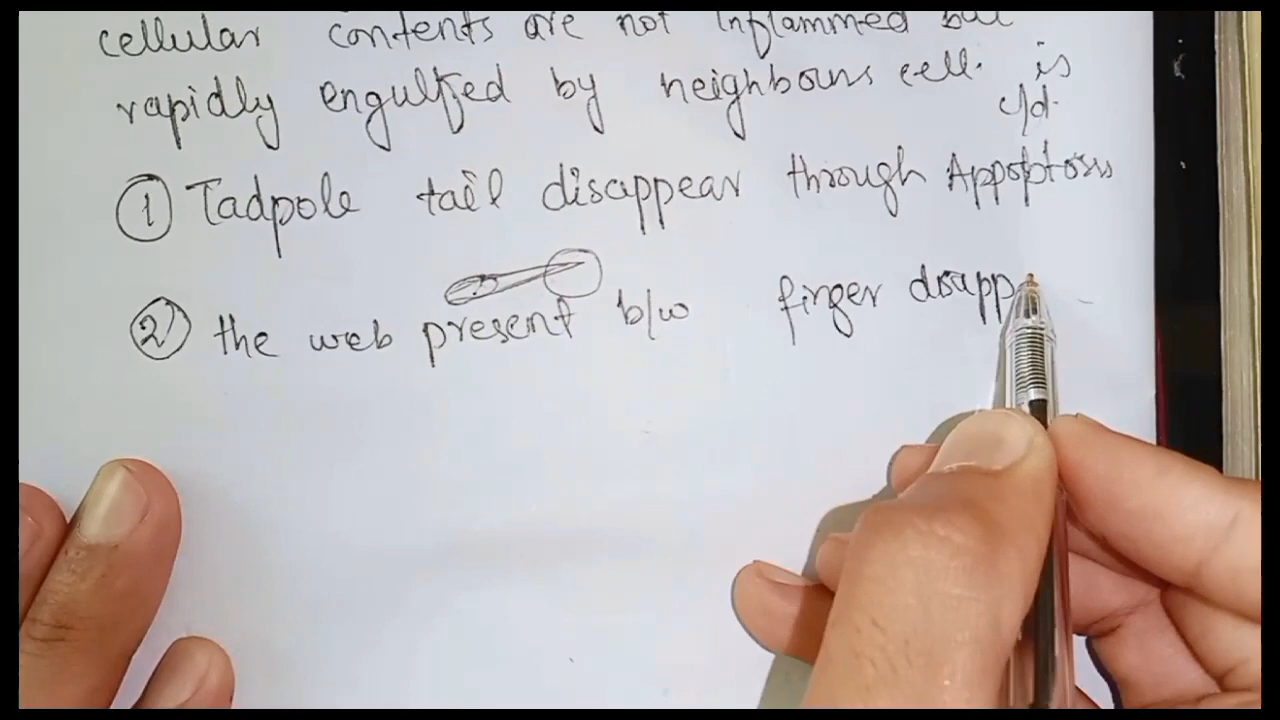 cellular contents are not inflammed but
rapidly engulfed by neighbours cell. is
c/d.
① Tadpole tail disappear through Appoptosis
② the web present b/w finger disapp